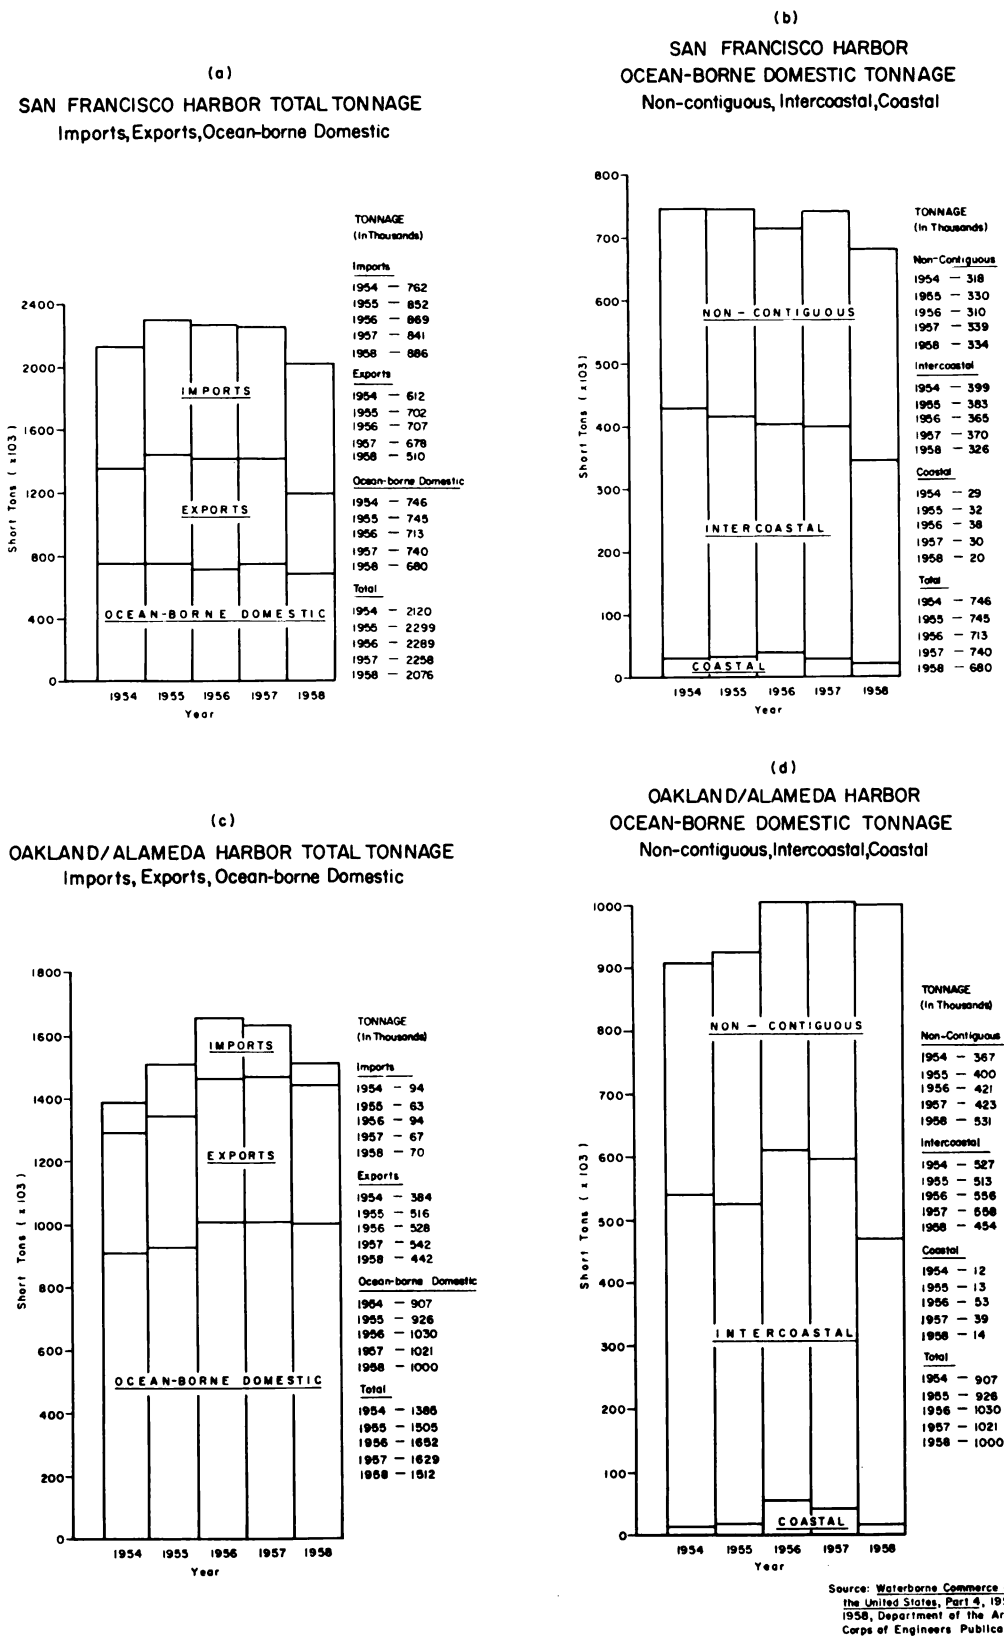 (a)
SAN FRANCISCO HARBOR TOTAL TONNAGE
Imports, Exports, Ocean-borne Domestic
TONNAGE
(In Thousands)
Imports
1954 – 762
1955 – 852
1956 – 869
1957 – 841
1958 – 886
Exports
1954 – 612
1955 – 702
1956 – 707
1957 – 678
1958 – 510
Ocean-borne Domestic
1954 – 746
1955 – 745
1956 – 713
1957 – 740
1958 – 680
Total
1954 – 2120
1955 – 2299
1956 – 2289
1957 – 2258
1958 – 2076
2400
2000
1600
1200
800
400
0
Short Tons ( x103 )
IMPORTS
EXPORTS
OCEAN-BORNE DOMESTIC
1954 1955 1956 1957 1958
Year
(b)
SAN FRANCISCO HARBOR
OCEAN-BORNE DOMESTIC TONNAGE
Non-contiguous, Intercoastal, Coastal
800
700
600
500
400
300
200
100
0
Short Tons ( x103 )
NON – CONTIGUOUS
INTERCOASTAL
COASTAL
1954 1955 1956 1957 1958
Year
TONNAGE
(In Thousands)
Non-Contiguous
1954 – 318
1955 – 330
1956 – 310
1957 – 339
1958 – 334
Intercoastal
1954 – 399
1955 – 383
1956 – 365
1957 – 370
1958 – 326
Coastal
1954 – 29
1955 – 32
1956 – 38
1957 – 30
1958 – 20
Total
1954 – 746
1955 – 745
1956 – 713
1957 – 740
1958 – 680
(c)
OAKLAND/ALAMEDA HARBOR TOTAL TONNAGE
Imports, Exports, Ocean-borne Domestic
1800
1600
1400
1200
1000
800
600
400
200
0
Short Tons ( x103 )
IMPORTS
EXPORTS
OCEAN-BORNE DOMESTIC
1954 1955 1956 1957 1958
Year
TONNAGE
(In Thousands)
Imports
1954 – 94
1955 – 63
1956 – 94
1957 – 67
1958 – 70
Exports
1954 – 384
1955 – 516
1956 – 528
1957 – 542
1958 – 442
Ocean-borne Domestic
1954 – 907
1955 – 926
1956 – 1030
1957 – 1021
1958 – 1000
Total
1954 – 1386
1955 – 1505
1956 – 1652
1957 – 1629
1958 – 1512
(d)
OAKLAND/ALAMEDA HARBOR
OCEAN-BORNE DOMESTIC TONNAGE
Non-contiguous, Intercoastal, Coastal
1000
900
800
700
600
500
400
300
200
100
0
Short Tons ( x103 )
NON – CONTIGUOUS
INTERCOASTAL
COASTAL
1954 1955 1956 1957 1958
Year
TONNAGE
(In Thousands)
Non-Contiguous
1954 – 367
1955 – 400
1956 – 421
1957 – 423
1958 – 531
Intercoastal
1954 – 527
1955 – 513
1956 – 556
1957 –
1958 – 454
Coastal
1954 – 12
1955 – 13
1956 – 53
1957 – 39
1958 – 14
Total
1954 – 907
1955 – 926
1956 – 1030
1957 – 1021
1958 – 1000
Source: Waterborne Commerce
the United States, Part 4, 19
1958, Department of the Ar
Corps of Engineers Publica